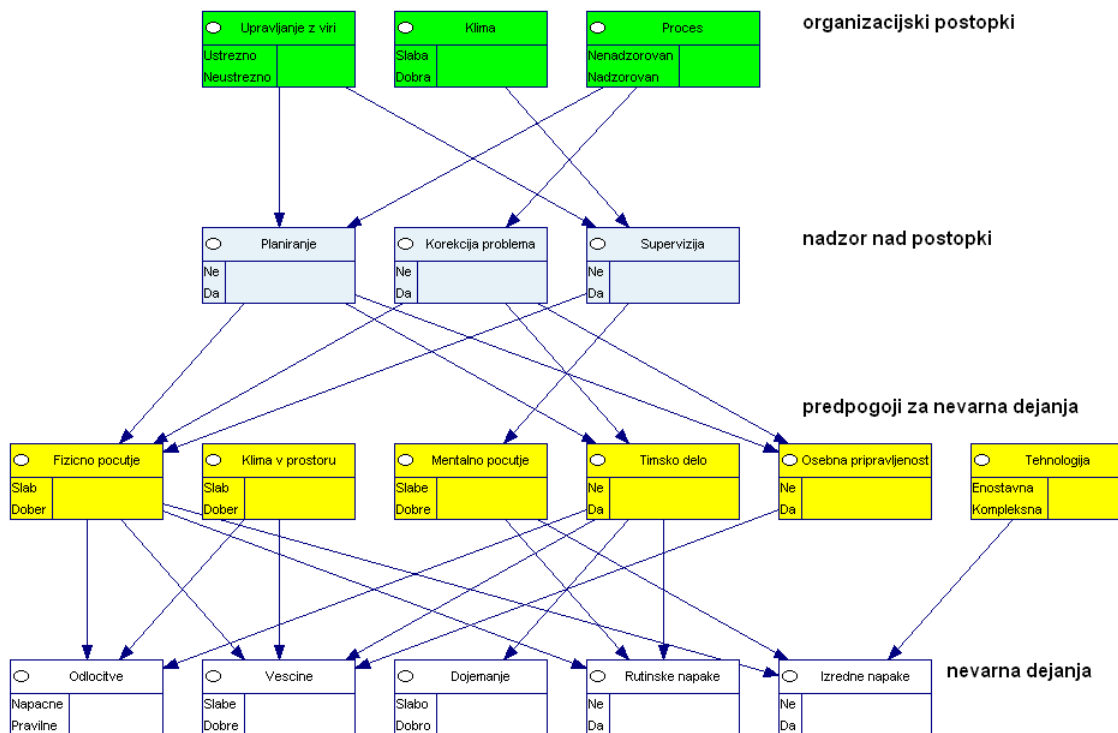 organizacijski postopki
Upravljanje z viri
Ustrezno
Neustrezno
Klima
Slaba
Dobra
Proces
Nenadzorovan
Nadzorovan
nadzor nad postopki
Planiranje
Ne
Da
Korekcija problema
Ne
Da
Supervizija
Ne
Da
predpogoji za nevarna dejanja
Fizicno pocutje
Slab
Dober
Klima v prostoru
Slab
Dober
Mentalno pocutje
Slabe
Dobre
Timsko delo
Ne
Da
Osebna pripravljenost
Ne
Da
Tehnologija
Enostavna
Kompleksna
nevarna dejanja
Odlocitve
Napacne
Pravilne
Vescine
Slabe
Dobre
Dojemanje
Slabo
Dobro
Rutinske napake
Ne
Da
Izredne napake
Ne
Da